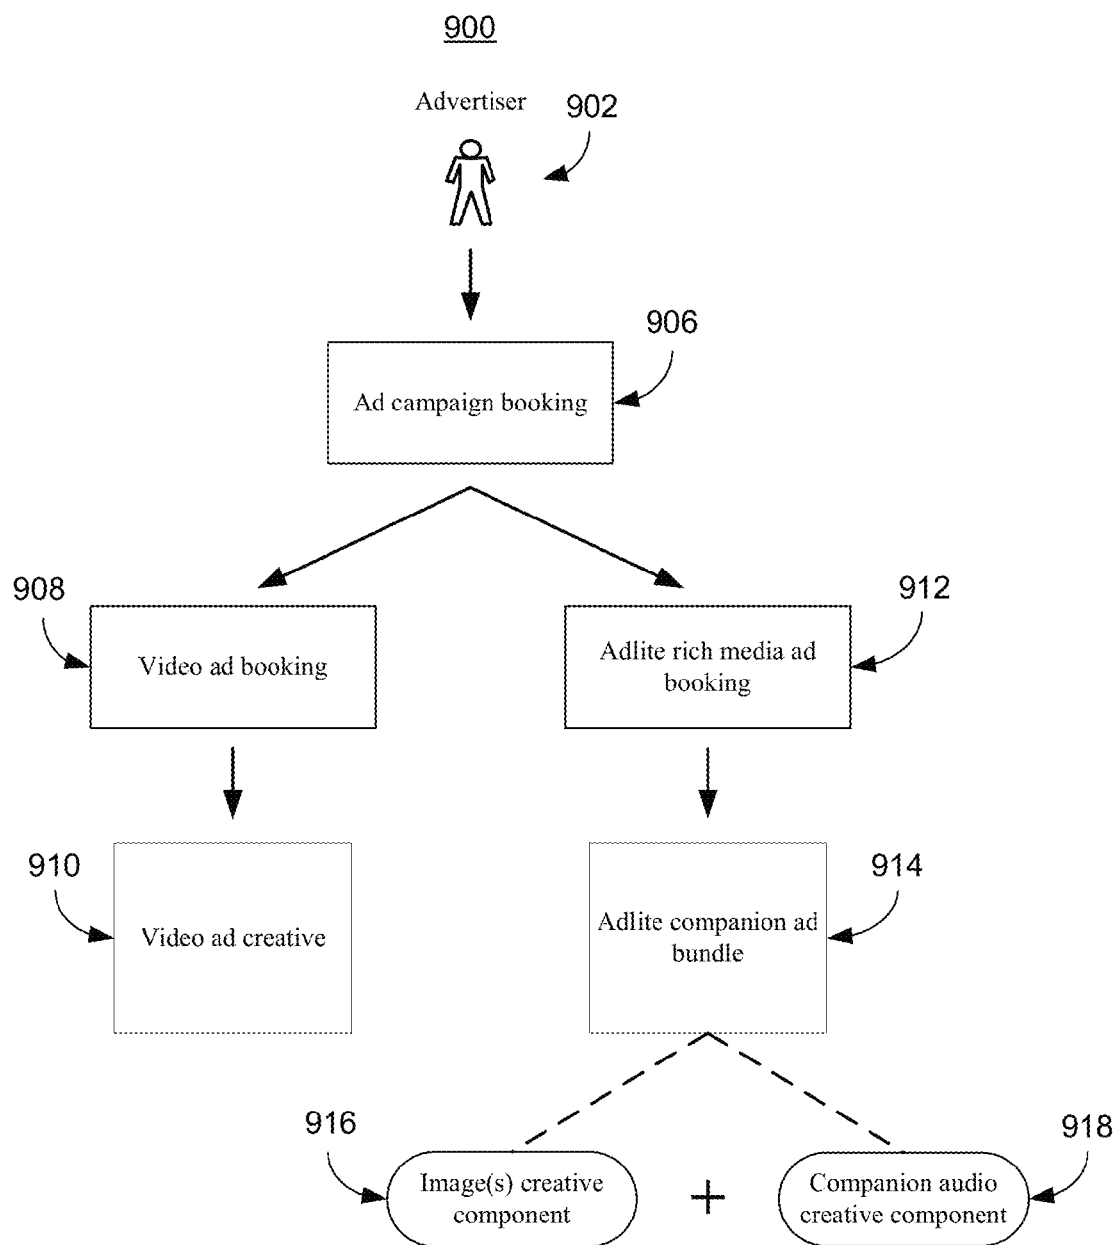 900
Advertiser
902
906
Ad campaign booking
908
912
Video ad booking
Adlite rich media ad
booking
910
914
Video ad creative
Adlite companion ad
bundle
916
918
Image(s) creative
component
+
Companion audio
creative component